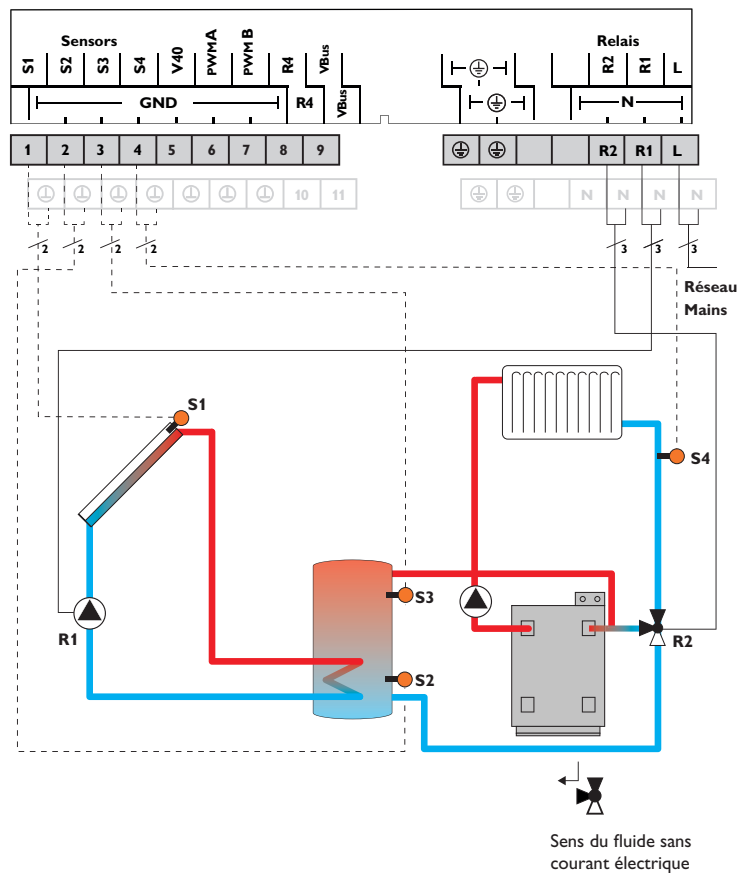 Sensors
Relais
S1 S2 S3 S4 V40 PWMA PWMB R4 VBus
R2 R1 L
GND R4 VBus
N
1 2 3 4 5 6 7 8 9
R2 R1 L
10 11
N N N N
2 2 2 2
3 3 3
Réseau
Mains
S1
S4
S3
R1
R2
S2
Sens du fluide sans
courant électrique